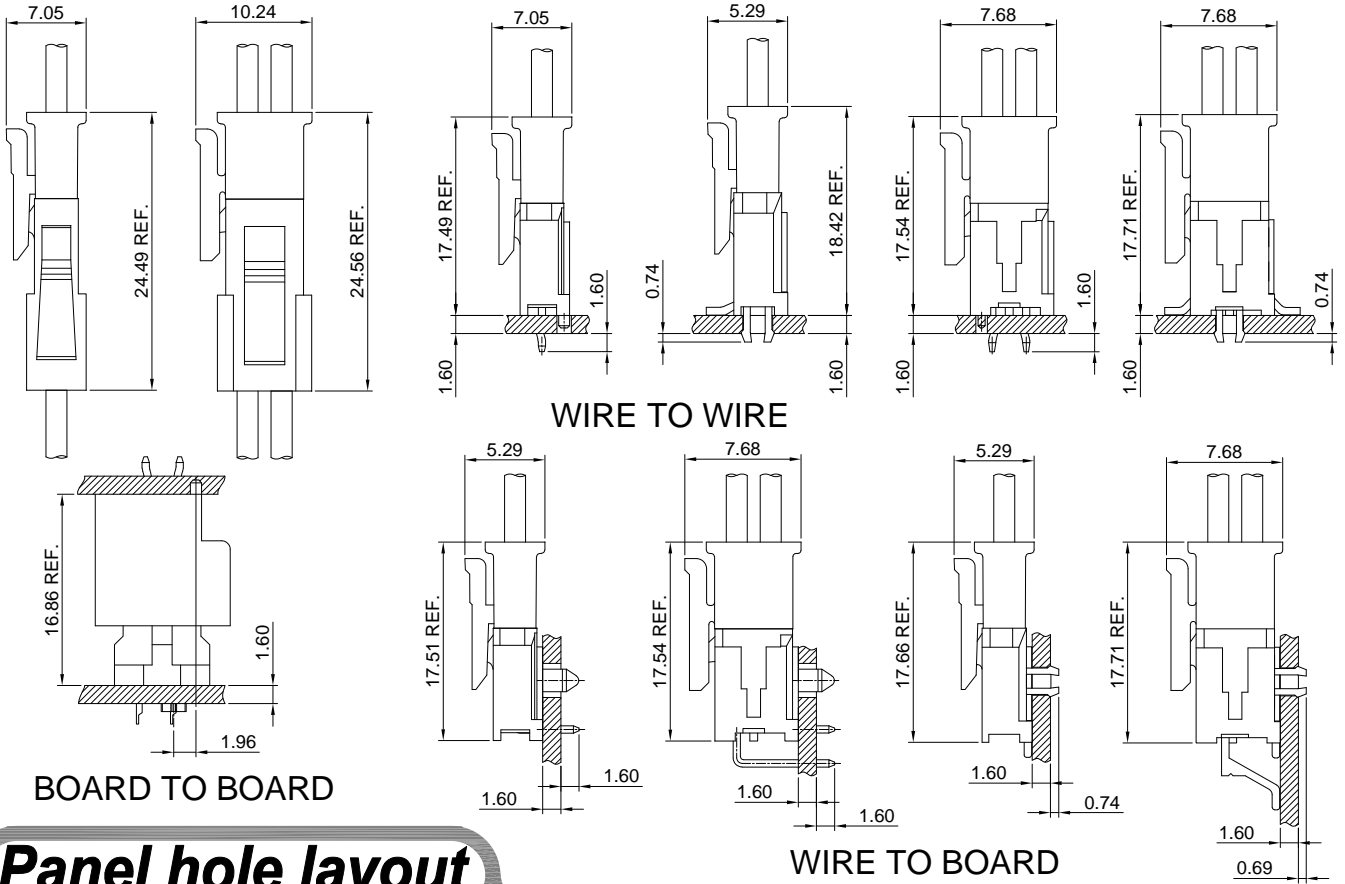 7.05
10.24
7.05
5.29
7.68
7.68
24.49 REF.
24.56 REF.
17.49 REF.
1.60
1.60
0.74
18.42 REF.
1.60
17.54 REF.
1.60
1.60
17.71 REF.
0.74
1.60
WIRE TO WIRE
16.86 REF.
1.60
1.96
BOARD TO BOARD
5.29
7.68
5.29
7.68
17.51 REF.
1.60
1.60
17.54 REF.
1.60
1.60
17.66 REF.
1.60
0.74
17.71 REF.
1.60
0.69
WIRE TO BOARD
Panel hole layout